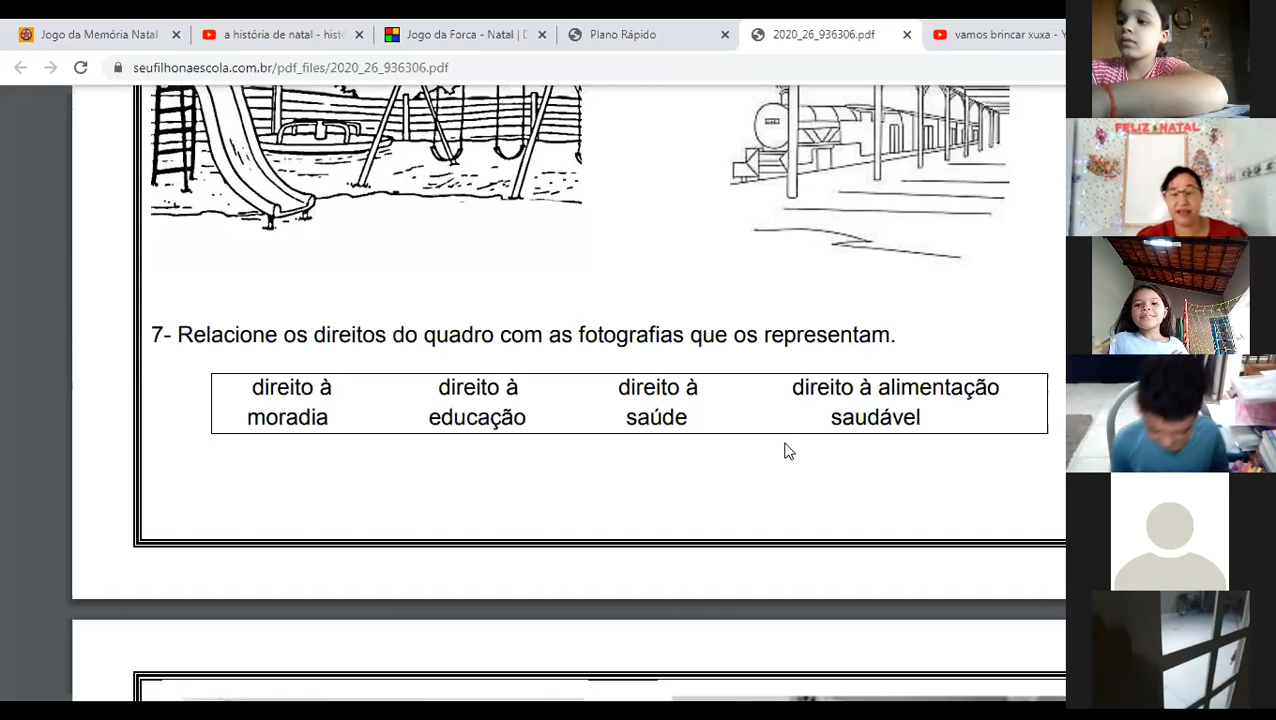 Jogo da Memória Natal
a história de natal - hist
Jogo da Forca - Natal | D
Plano Rápido
2020_26_936306.pdf
vamos brincar xuxa - Y
seufilhonaescola.com.br/pdf_files/2020_26_936306.pdf
FELIZ NATAL
7- Relacione os direitos do quadro com as fotografias que os representam.
direito à moradia
direito à educação
direito à saúde
direito à alimentação saudável